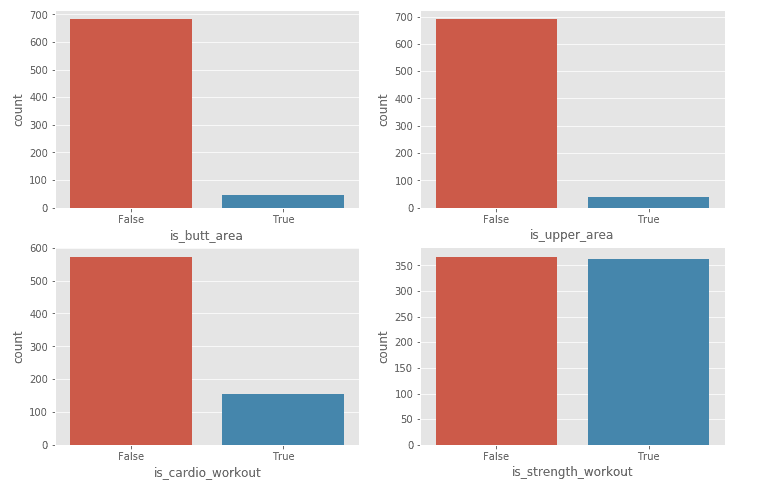 700
600
500
400
300
200
100
0
count
False
True
is_butt_area
700
600
500
400
300
200
100
0
count
False
True
is_upper_area
600
500
400
300
200
100
0
count
False
True
is_cardio_workout
350
300
250
200
150
100
50
0
count
False
True
is_strength_workout